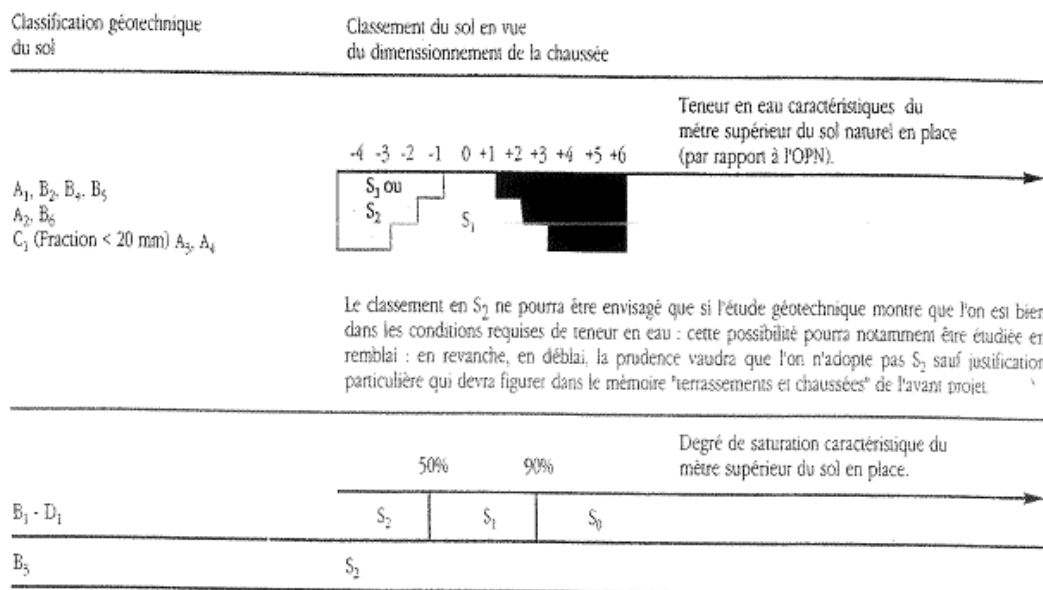 Classification géotechnique
du sol
Classement du sol en vue
du dimenssionnement de la chaussée
Teneur en eau caractéristiques du
mètre supérieur du sol naturel en place
(par rapport à l'OPN).
-4 -3 -2 -1 0 +1 +2 +3 +4 +5 +6
A₁, B₂, B₄, B₅
A₂, B₆
C₁ (Fraction < 20 mm) A₃, A₄
S₁ ou
S₂
S₁
Le classement en S₂ ne pourra être envisagé que si l'étude géotechnique montre que l'on est bien
dans les conditions requises de teneur en eau : cette possibilité pourra notamment être étudiée en
remblai : en revanche, en déblai, la prudence vaudra que l'on n'adopte pas S₂ sauf justification
particulière qui devra figurer dans le mémoire "terrassements et chaussées" de l'avant projet.
Degré de saturation caractéristique du
mètre supérieur du sol en place.
50% 90%
B₁ - D₁ S₂ S₁ S₀
B₃ S₂